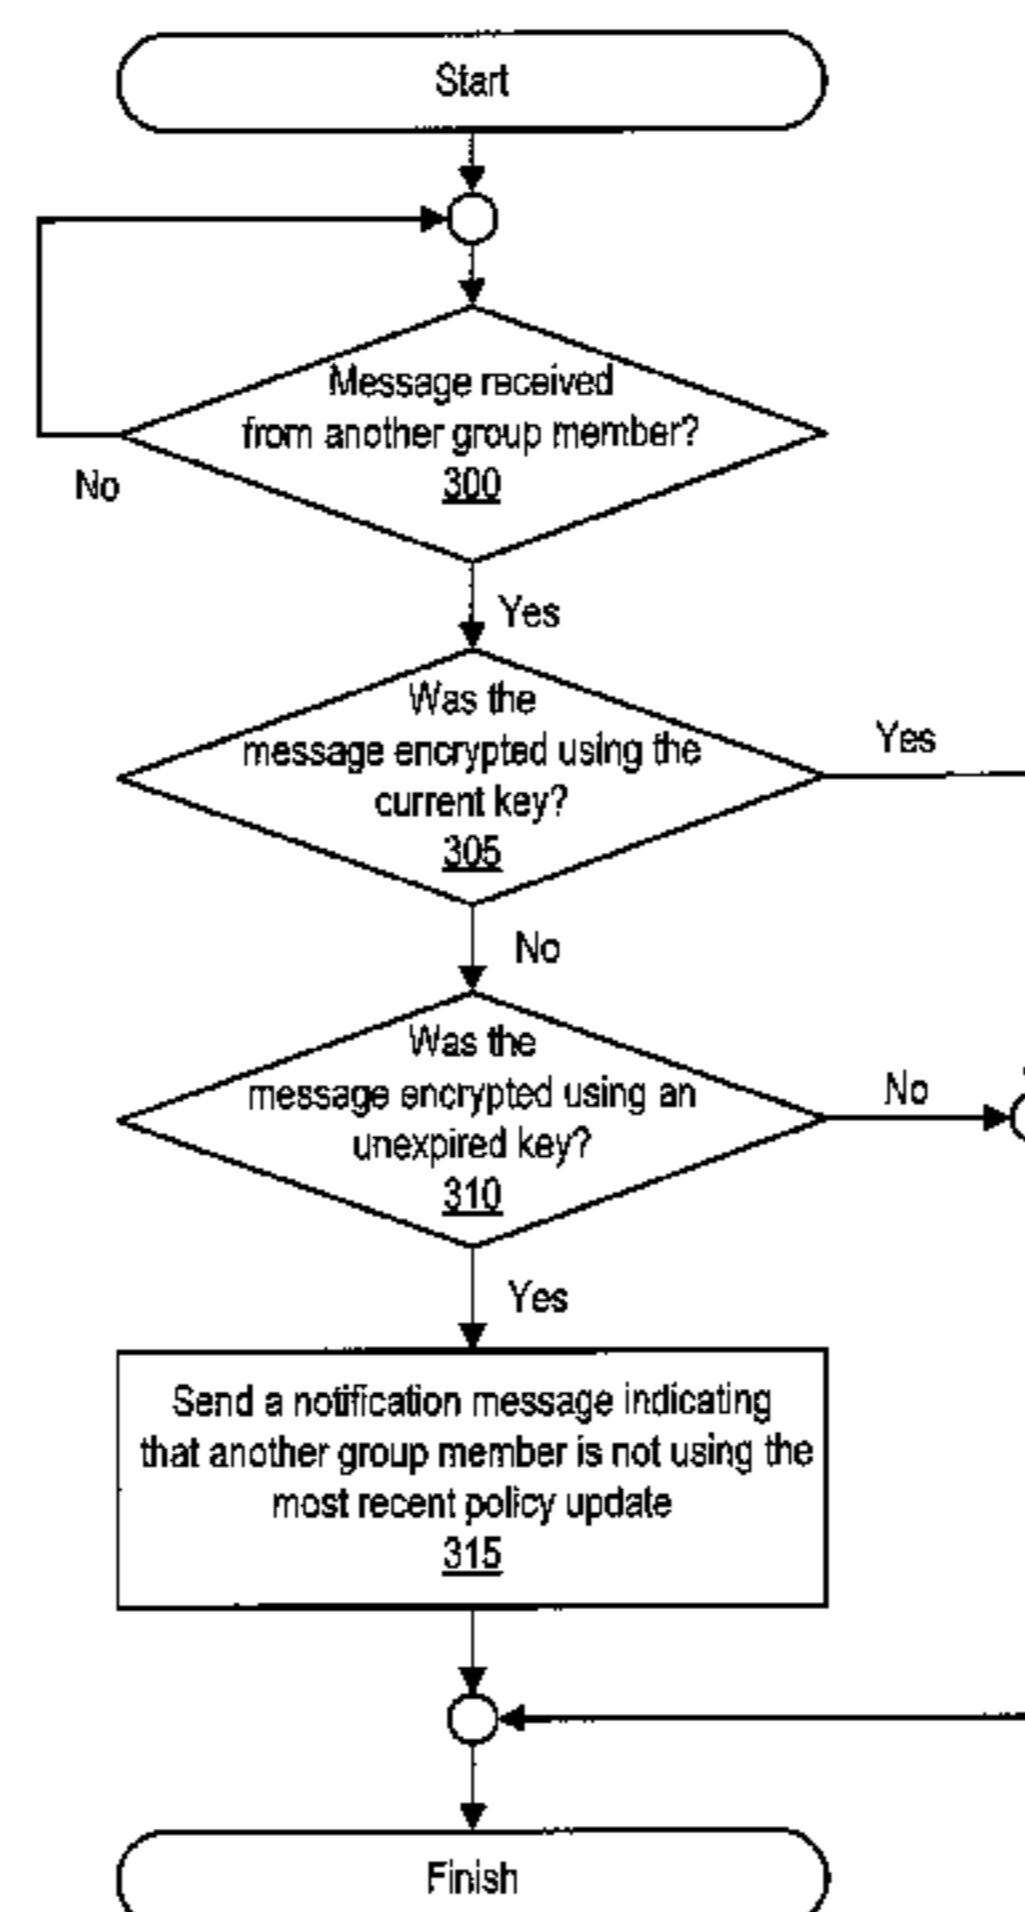 Start
Message received
from another group member?
300
No
Yes
Was the
message encrypted using the
current key?
305
Yes
No
Was the
message encrypted using an
unexpired key?
310
No
Yes
Send a notification message indicating
that another group member is not using the
most recent policy update
315
Finish